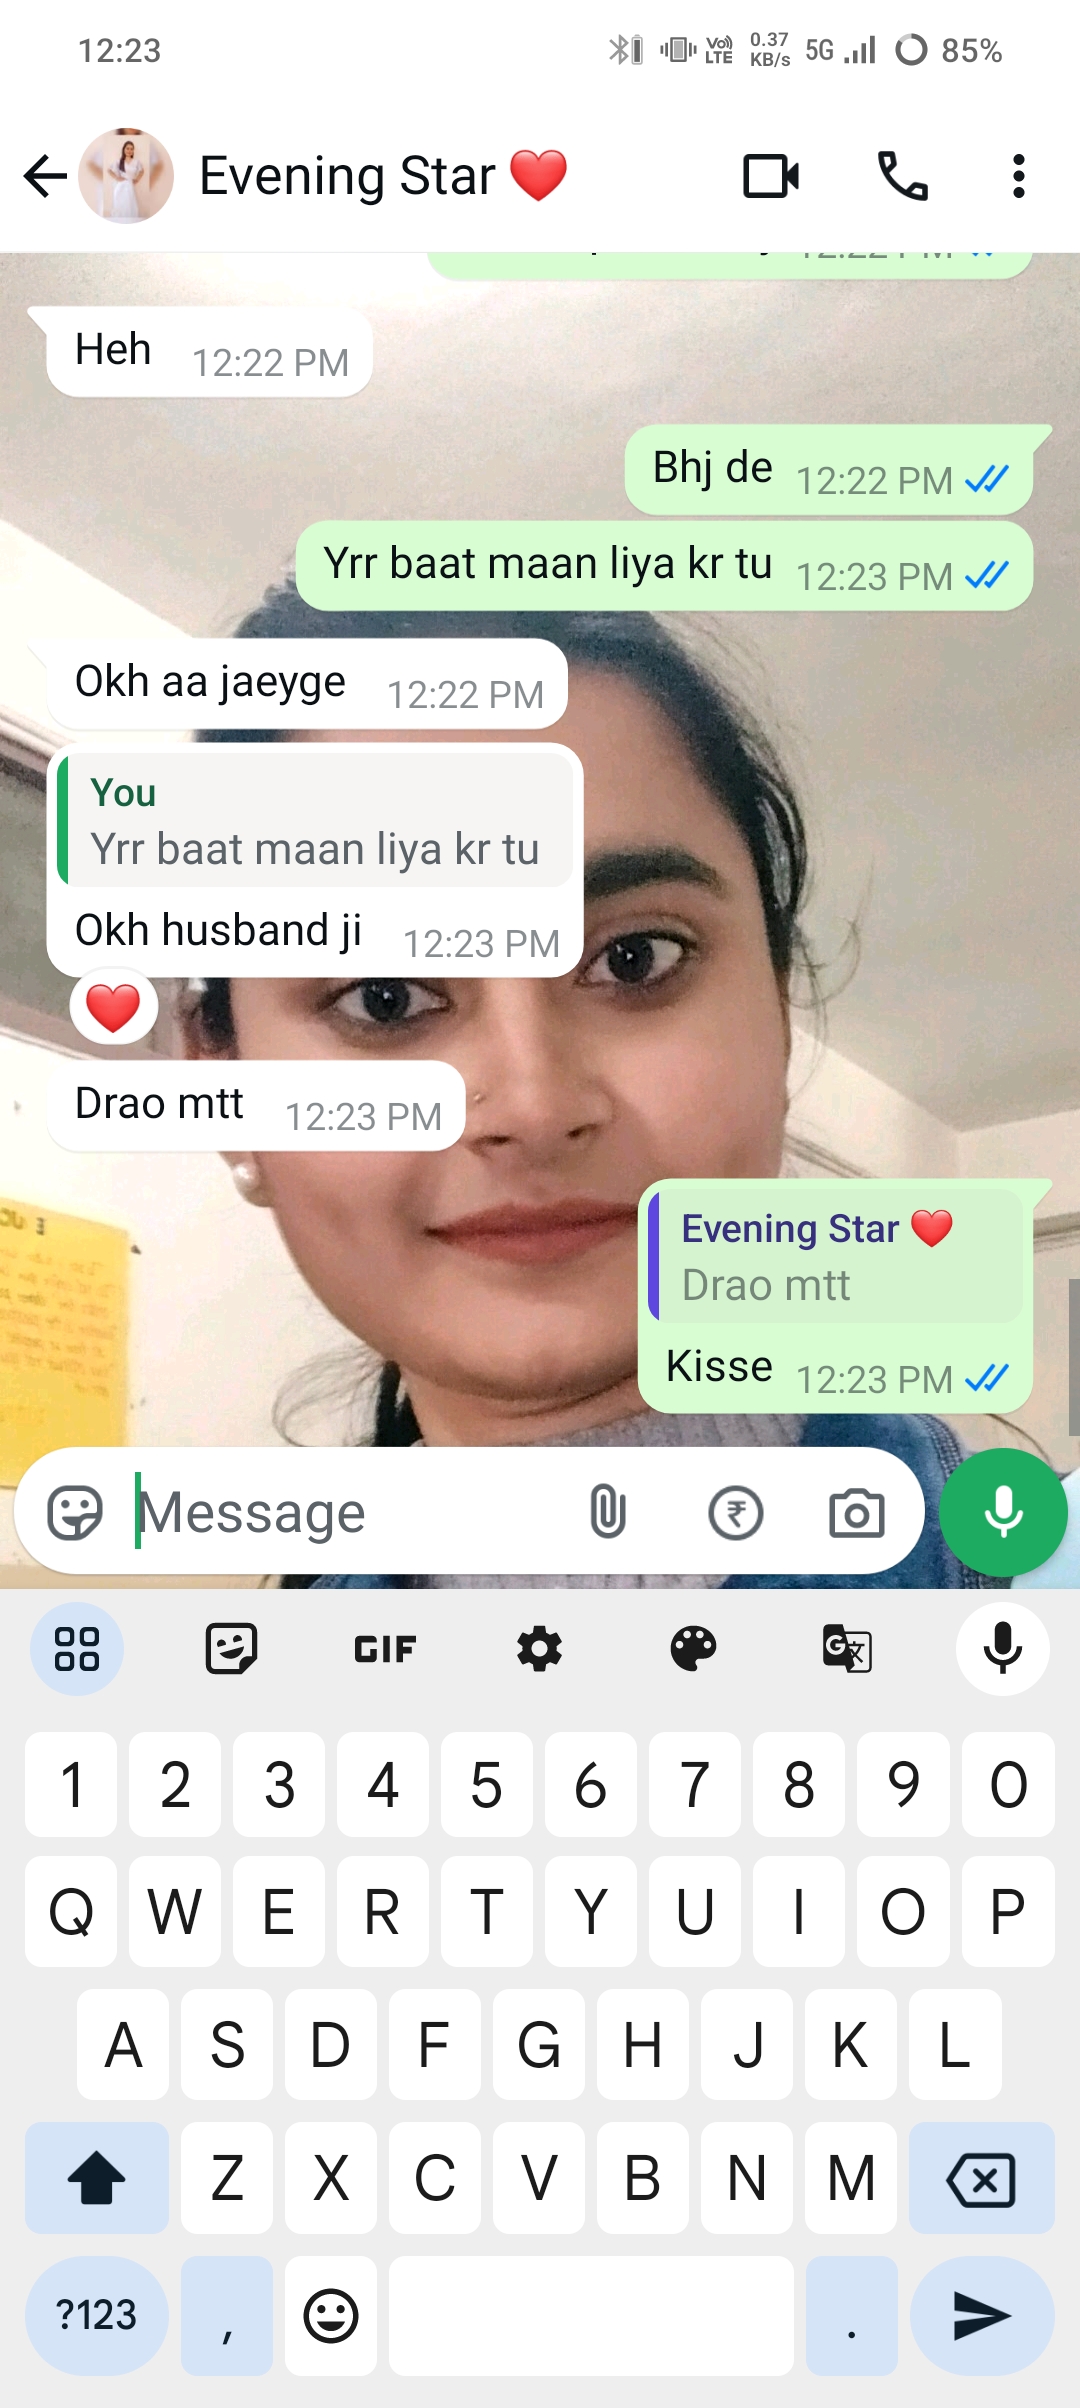 12:23
Vo)) LTE
0.37 KB/s
5G
85%
Evening Star ❤️
Heh 12:22 PM
Bhj de 12:22 PM
Yrr baat maan liya kr tu 12:23 PM
Okh aa jaeyge 12:22 PM
You
Yrr baat maan liya kr tu
Okh husband ji 12:23 PM
❤️
Drao mtt 12:23 PM
Evening Star ❤️
Drao mtt
Kisse 12:23 PM
Message
GIF
1 2 3 4 5 6 7 8 9 0
Q W E R T Y U I O P
A S D F G H J K L
Z X C V B N M
?123 , .